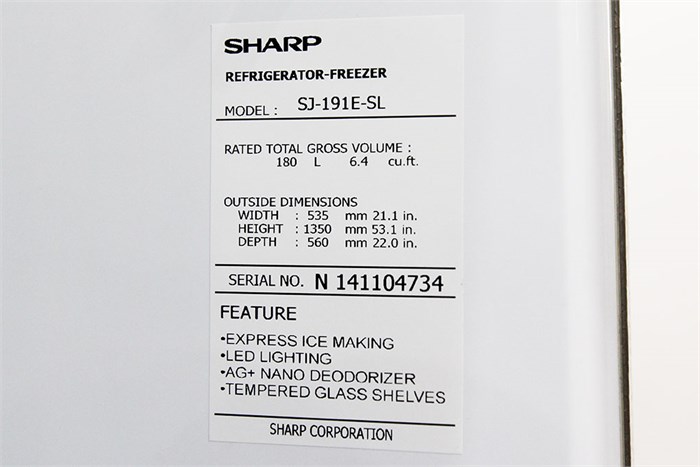 SHARP
REFRIGERATOR-FREEZER
MODEL : SJ-191E-SL
RATED TOTAL GROSS VOLUME :
180 L 6.4 cu.ft.
OUTSIDE DIMENSIONS
WIDTH : 535 mm 21.1 in.
HEIGHT : 1350 mm 53.1 in.
DEPTH : 560 mm 22.0 in.
SERIAL NO. N 141104734
FEATURE
•EXPRESS ICE MAKING
•LED LIGHTING
•AG+ NANO DEODORIZER
•TEMPERED GLASS SHELVES
SHARP CORPORATION